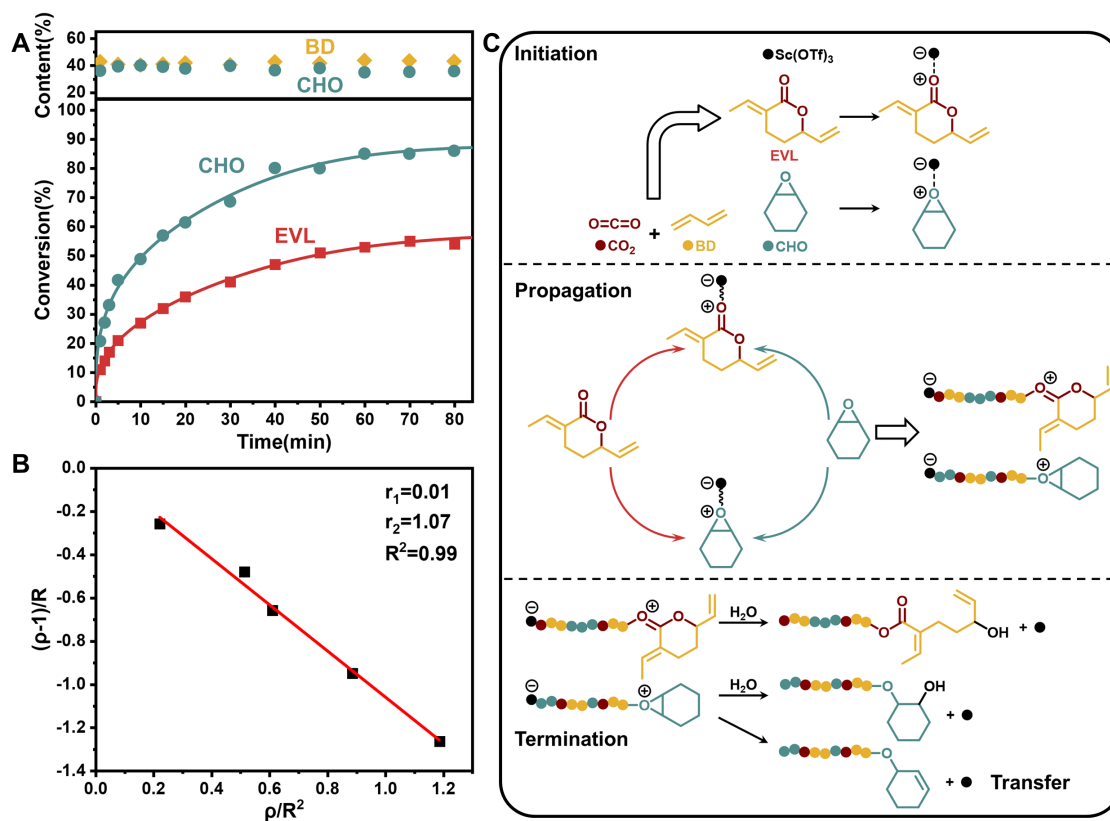 A
Content(%)
60
40
20
BD
CHO
Conversion(%)
100
90
80
70
60
50
40
30
20
10
0
CHO
EVL
0 10 20 30 40 50 60 70 80
Time(min)
B
(ρ-1)/R
0.0
-0.2
-0.4
-0.6
-0.8
-1.0
-1.2
-1.4
r₁=0.01
r₂=1.07
R²=0.99
0.0 0.2 0.4 0.6 0.8 1.0 1.2
ρ/R²
C
Initiation
Sc(OTf)₃
O
O
EVL
⊖
⊕
O
O
O
⊖
⊕
O
O=C=O
CO₂
+
BD
CHO
Propagation
⊖
⊕
O
O
O
O
O
⊖
⊕
O
⊖
⊕
O
O
⊖
⊕
O
Termination
⊖
⊕
O
O
H₂O
O
O
OH
+
⊖
⊕
O
H₂O
O
OH
+
O
+
Transfer